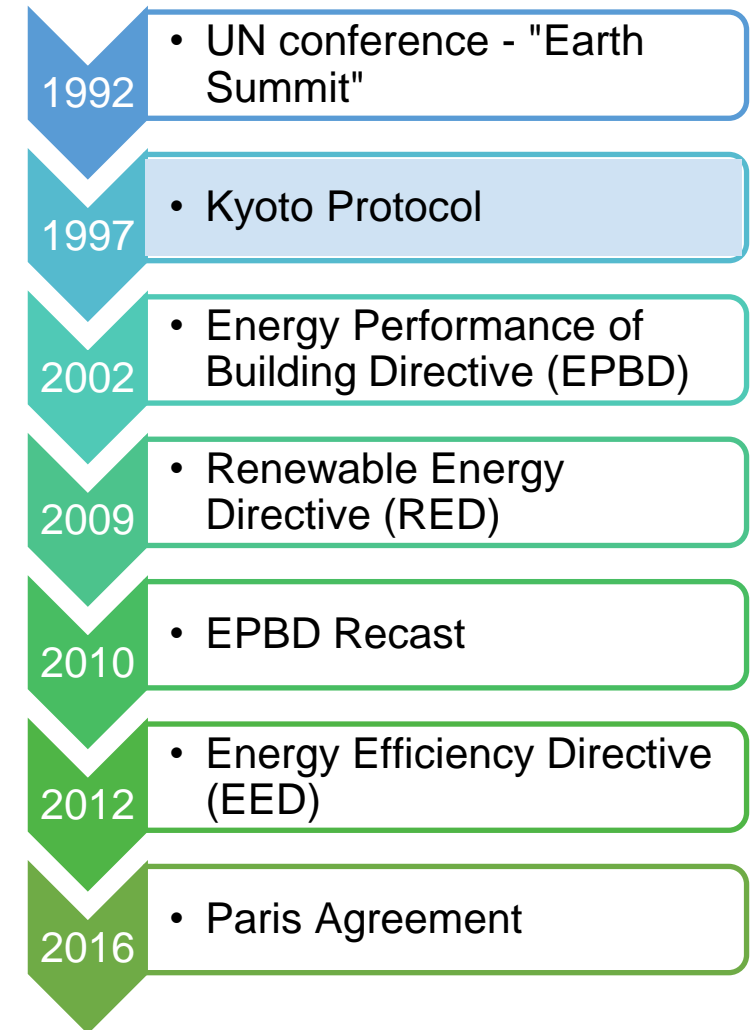 1992
• UN conference - "Earth
Summit"
1997
• Kyoto Protocol
2002
• Energy Performance of
Building Directive (EPBD)
2009
• Renewable Energy
Directive (RED)
2010
• EPBD Recast
2012
• Energy Efficiency Directive
(EED)
2016
• Paris Agreement